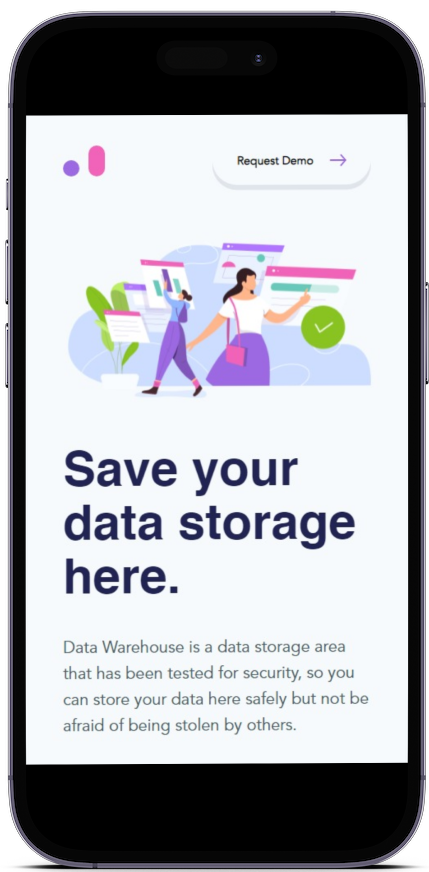 Request Demo
Save your
data storage
here.
Data Warehouse is a data storage area
that has been tested for security, so you
can store your data here safely but not be
afraid of being stolen by others.